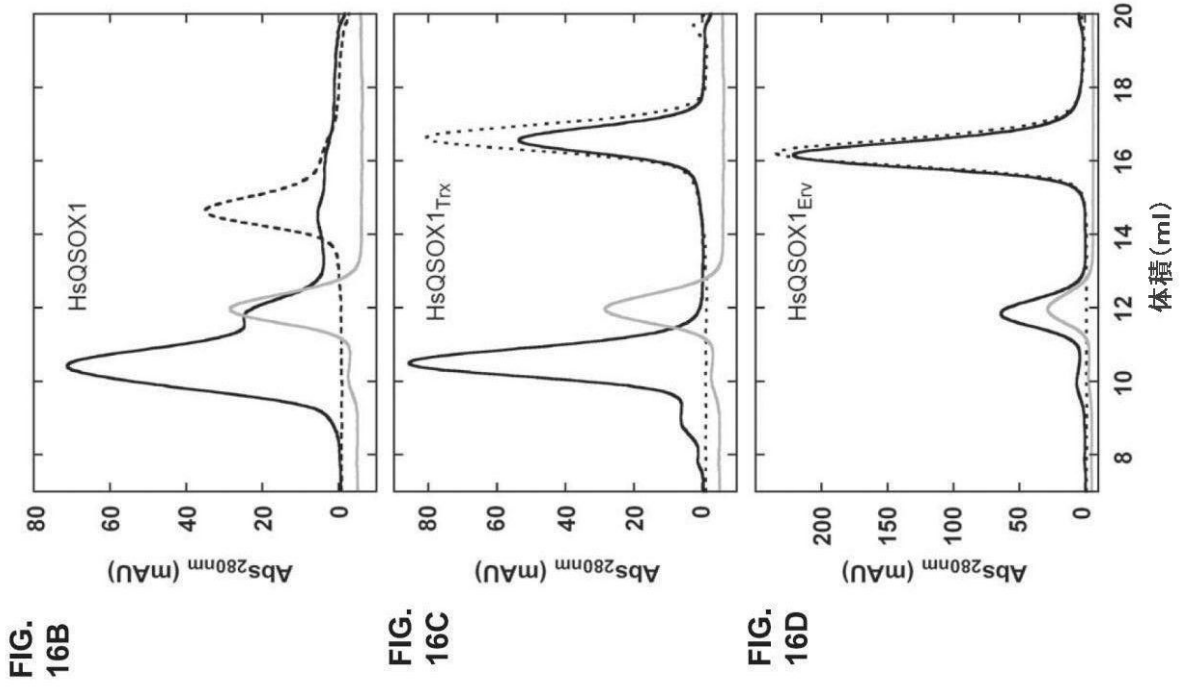 FIG.
16B
HsQSOX1
Abs280nm (mAU)
80
60
40
20
0
FIG.
16C
HsQSOX1Trx
Abs280nm (mAU)
80
60
40
20
0
FIG.
16D
HsQSOX1Erv
Abs280nm (mAU)
200
150
100
50
0
8 10 12 14 16 18 20
体積(ml)